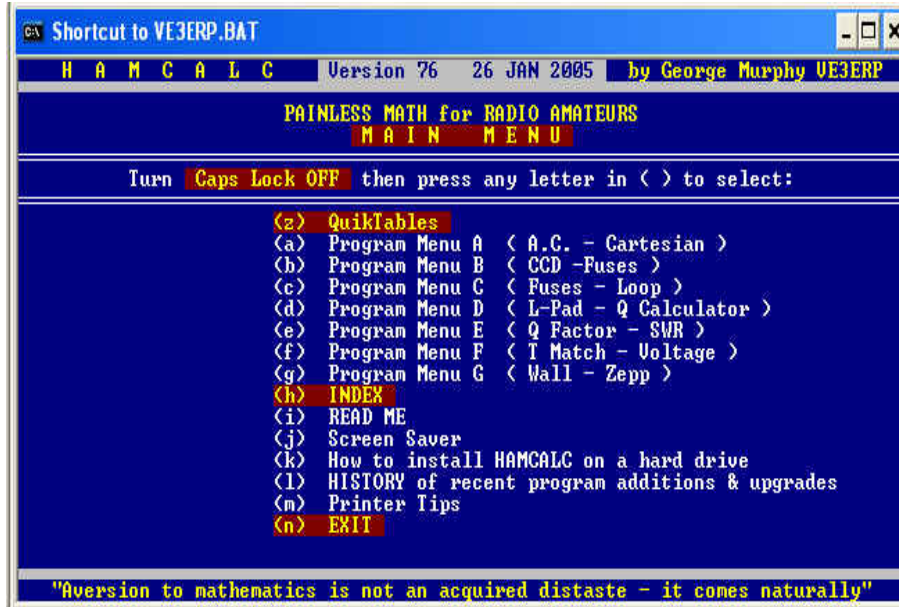 Shortcut to VE3ERP.BAT
H A M C A L C Version 76 26 JAN 2005 by George Murphy VE3ERP
PAINLESS MATH for RADIO AMATEURS
M A I N M E N U
Turn Caps Lock OFF then press any letter in ( ) to select:
(z) QuikTables
(a) Program Menu A ( A.C. - Cartesian )
(b) Program Menu B ( CCD -Fuses )
(c) Program Menu C ( Fuses - Loop )
(d) Program Menu D ( L-Pad - Q Calculator )
(e) Program Menu E ( Q Factor - SWR )
(f) Program Menu F ( T Match - Voltage )
(g) Program Menu G ( Wall - Zepp )
(h) INDEX
(i) READ ME
(j) Screen Saver
(k) How to install HAMCALC on a hard drive
(l) HISTORY of recent program additions & upgrades
(m) Printer Tips
(n) EXIT
"Aversion to mathematics is not an acquired distaste - it comes naturally"